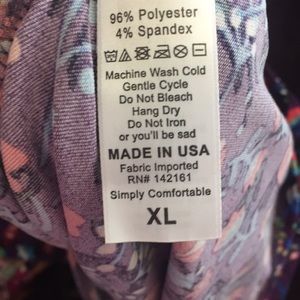 96% Polyester
4% Spandex
Machine Wash Cold
Gentle Cycle
Do Not Bleach
Hang Dry
Do Not Iron
or you'll be sad
MADE IN USA
Fabric Imported
RN# 142161
Simply Comfortable
XL